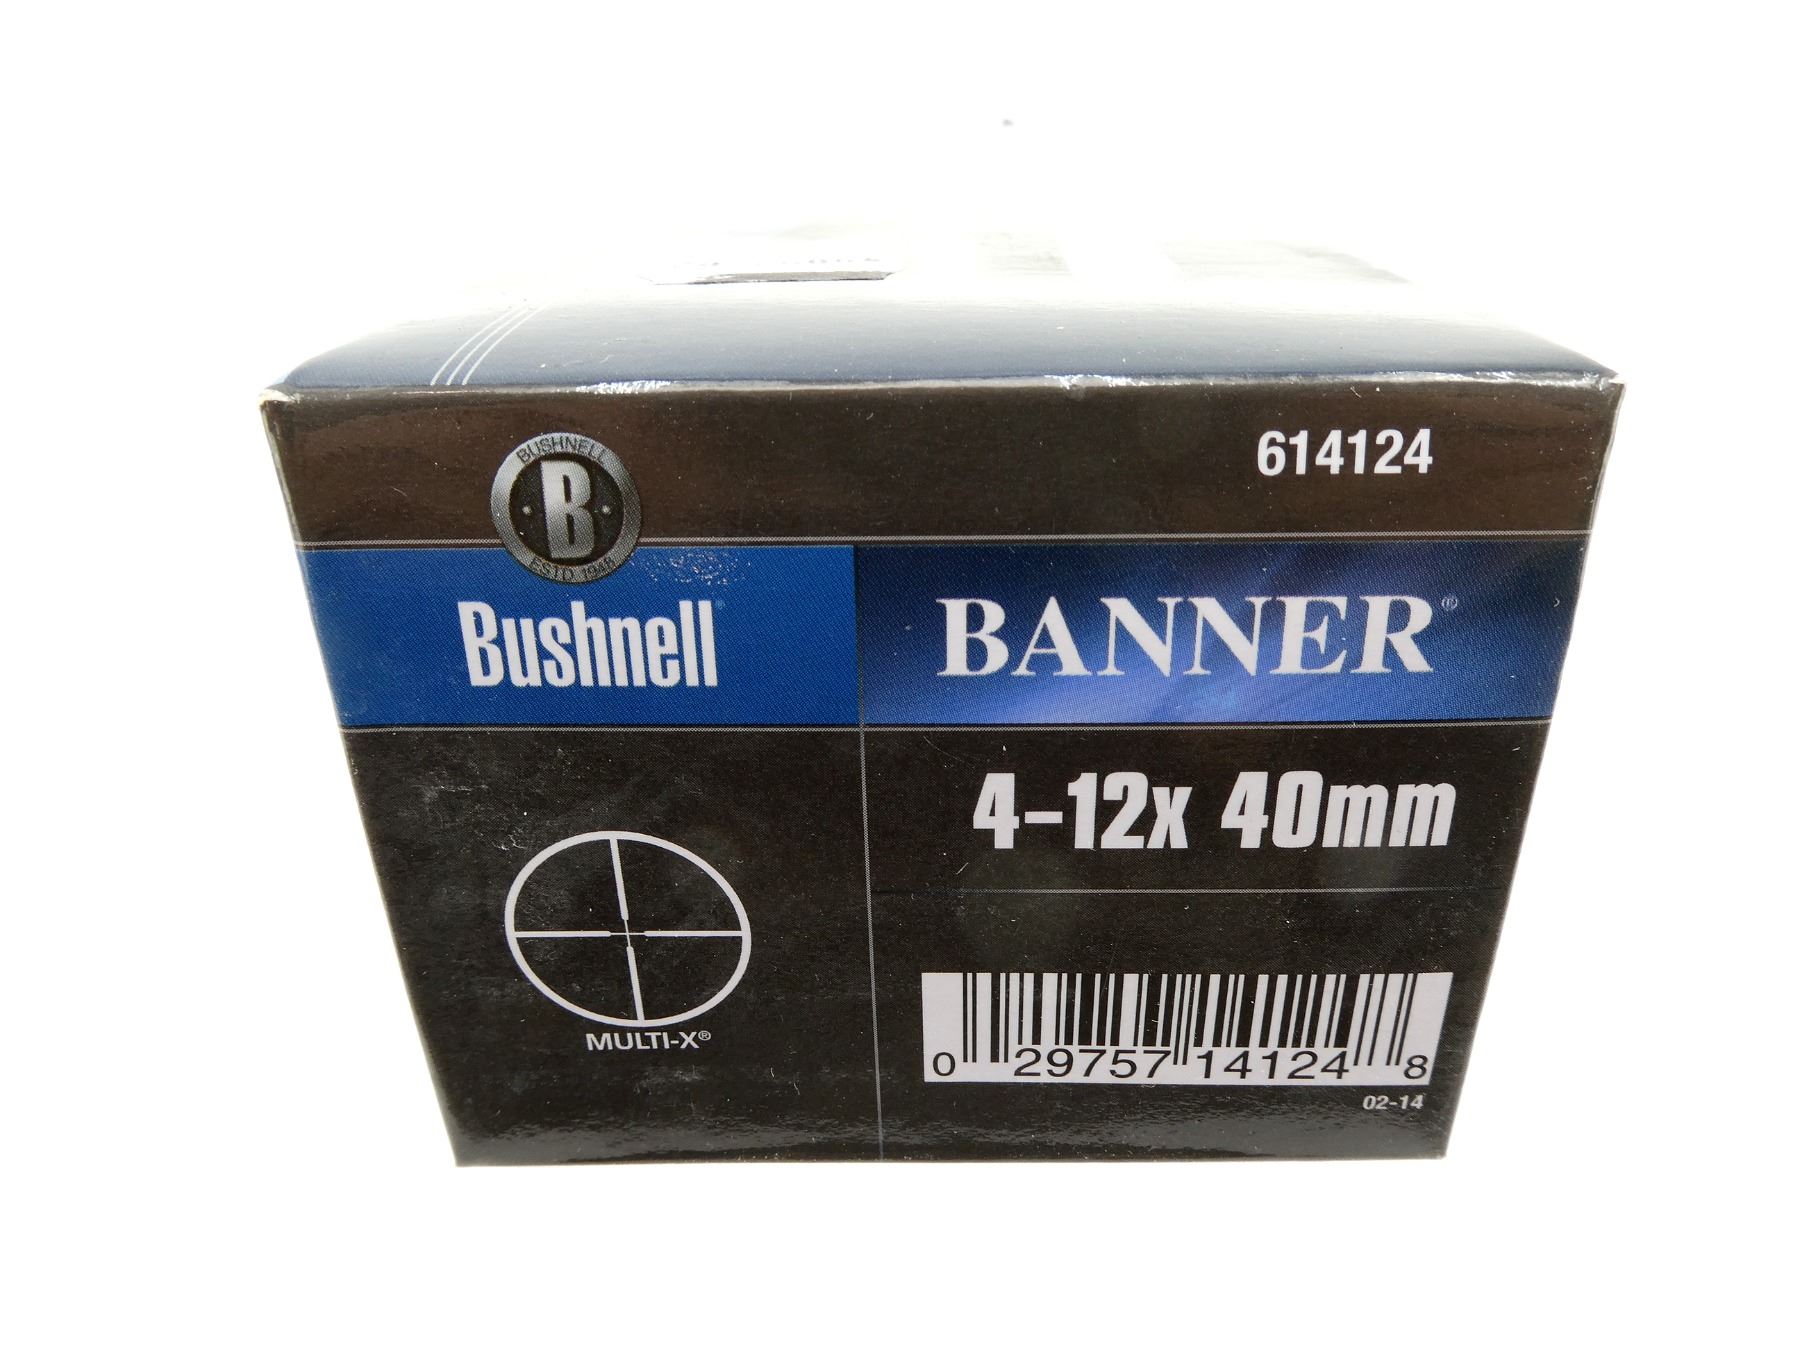 614124
BUSHNELL
B
ESTD 1948
Bushnell
BANNER®
4-12x 40mm
MULTI-X®
0 29757 14124 8
02-14